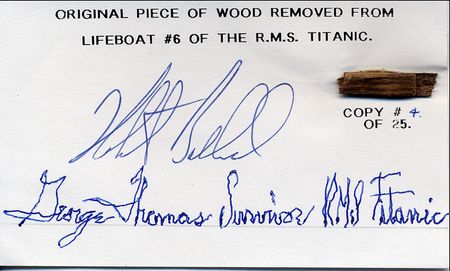 ORIGINAL PIECE OF WOOD REMOVED FROM
LIFEBOAT #6 OF THE R.M.S. TITANIC.
COPY # 4
OF 25.
George Thomas Survivor RMS Titanic